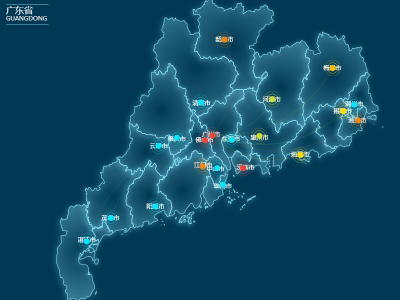 广东省
GUANGDONG
韶关市
梅州市
河源市
清远市
潮州市
揭阳市
汕头市
广州市
惠州市
肇庆市
佛山市
东莞市
云浮市
汕尾市
江门市
中山市
深圳市
珠海市
阳江市
茂名市
湛江市